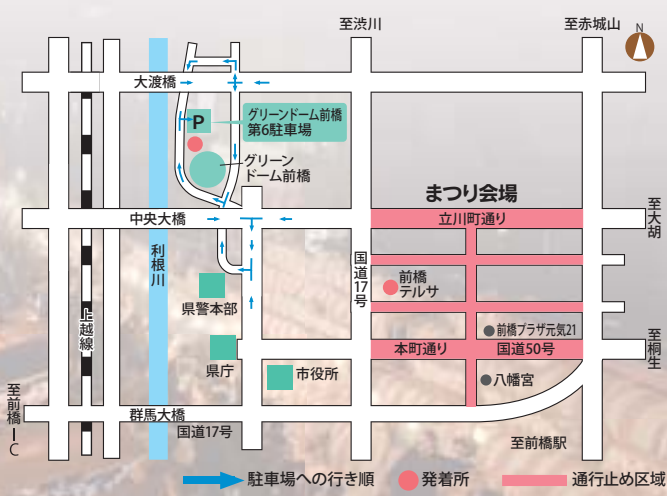 至渋川
至赤城山
N
大渡橋
P
グリーンドーム前橋
第6駐車場
グリーン
ドーム前橋
まつり会場
中央大橋
立川町通り
至大胡
利根川
国道17号
前橋
テルサ
県警本部
上越線
前橋プラザ元気21
至桐生
県庁
本町通り
国道50号
市役所
八幡宮
至前橋IC
群馬大橋
国道17号
至前橋駅
駐車場への行き順
発着所
通行止め区域